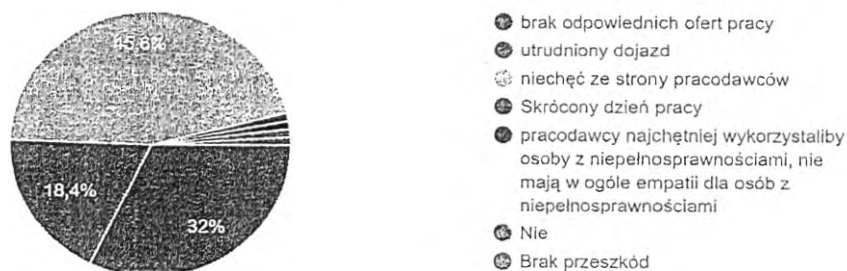 45,6%
18,4%
32%
brak odpowiednich ofert pracy
utrudniony dojazd
niechęć ze strony pracodawców
Skrócony dzień pracy
pracodawcy najchętniej wykorzystaliby
osoby z niepełnosprawnościami, nie
mają w ogóle empatii dla osób z
niepełnosprawnościami
Nie
Brak przeszkód